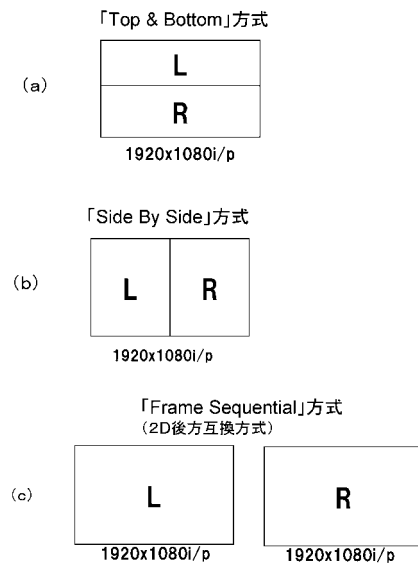 「Top & Bottom」方式
(a)
L
R
1920x1080i/p
「Side By Side」方式
(b)
L
R
1920x1080i/p
「Frame Sequential」方式
(2D後方互換方式)
(c)
L
R
1920x1080i/p
1920x1080i/p